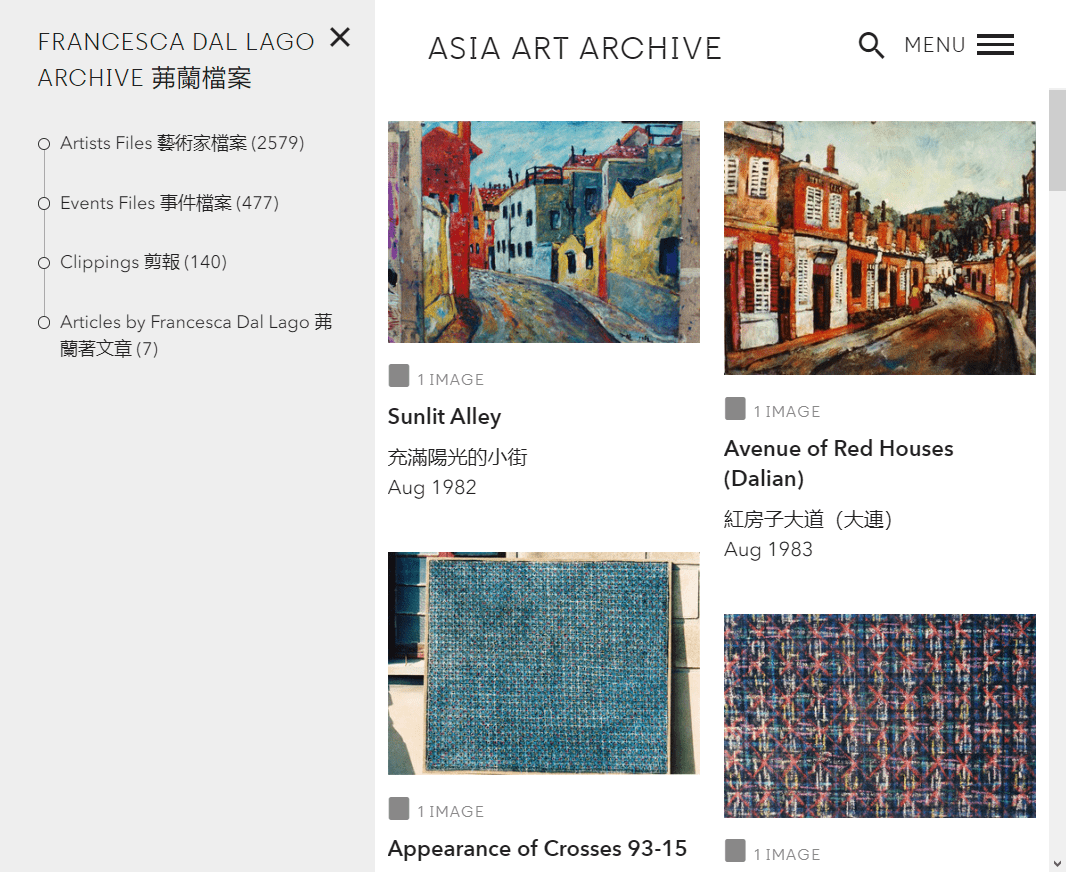 FRANCESCA DAL LAGO
ARCHIVE 茀蘭檔案
Artists Files 藝術家檔案 (2579)
Events Files 事件檔案 (477)
Clippings 剪報 (140)
Articles by Francesca Dal Lago 茀
蘭著文章 (7)
ASIA ART ARCHIVE
MENU
1 IMAGE
Sunlit Alley
充滿陽光的小街
Aug 1982
1 IMAGE
Avenue of Red Houses
(Dalian)
紅房子大道（大連）
Aug 1983
1 IMAGE
Appearance of Crosses 93-15
1 IMAGE